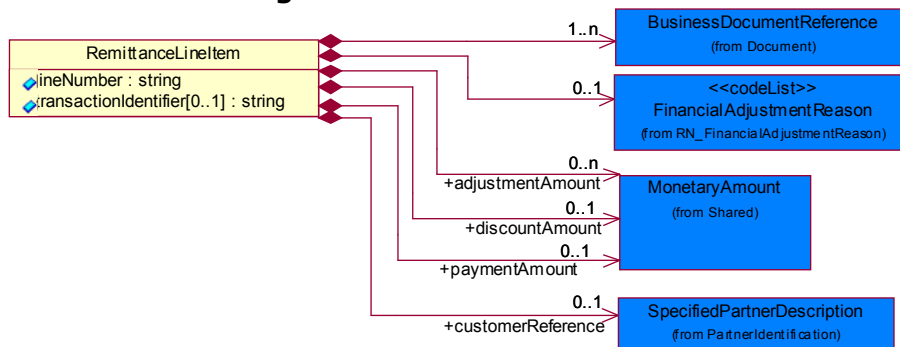 RemittanceLineItem
lineNumber : string
transactionIdentifier[0..1] : string
1..n
BusinessDocumentReference
(from Document)
0..1
<<codeList>>
FinancialAdjustmentReason
(from RN_FinancialAdjustmentReason)
0..n
+adjustmentAmount
MonetaryAmount
(from Shared)
0..1
+discountAmount
0..1
+paymentAmount
0..1
+customerReference
SpecifiedPartnerDescription
(from PartnerIdentification)